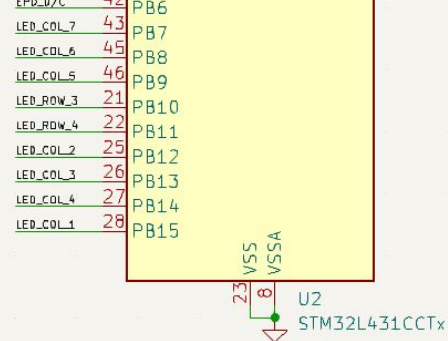 EPD_D/C 42 PB6
LED_COL_7 43 PB7
LED_COL_6 45 PB8
LED_COL_5 46 PB9
LED_ROW_3 21 PB10
LED_ROW_4 22 PB11
LED_COL_2 25 PB12
LED_COL_3 26 PB13
LED_COL_4 27 PB14
LED_COL_1 28 PB15
VSS VSSA
23 8
U2
STM32L431CCTx